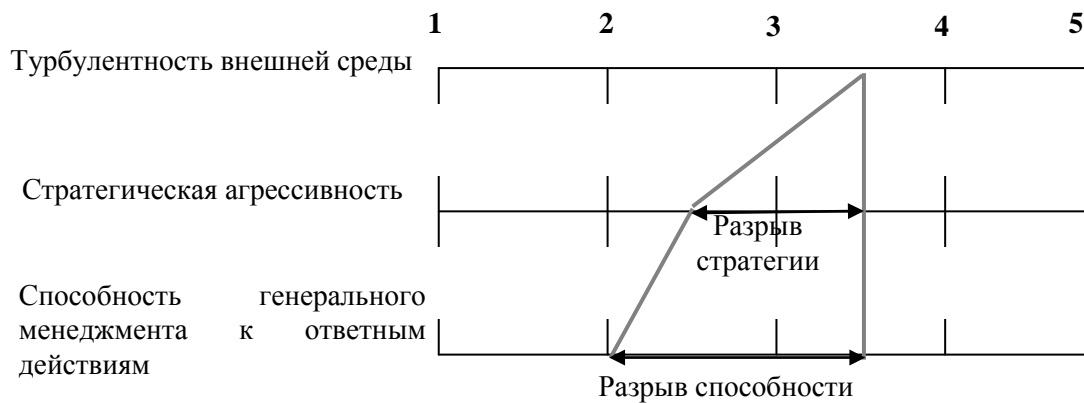 1 2 3 4 5
Турбулентность внешней среды
Стратегическая агрессивность
Разрыв
стратегии
Способность генерального
менеджмента к ответным
действиям
Разрыв способности